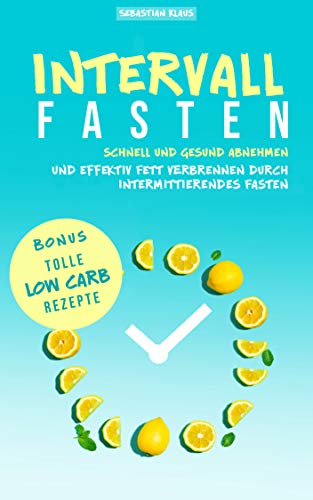 SEBASTIAN KLAUS
INTERVALL
FASTEN
SCHNELL UND GESUND ABNEHMEN
UND EFFEKTIV FETT VERBRENNEN DURCH
INTERMITTIERENDES FASTEN
BONUS
TOLLE
LOW CARB
REZEPTE